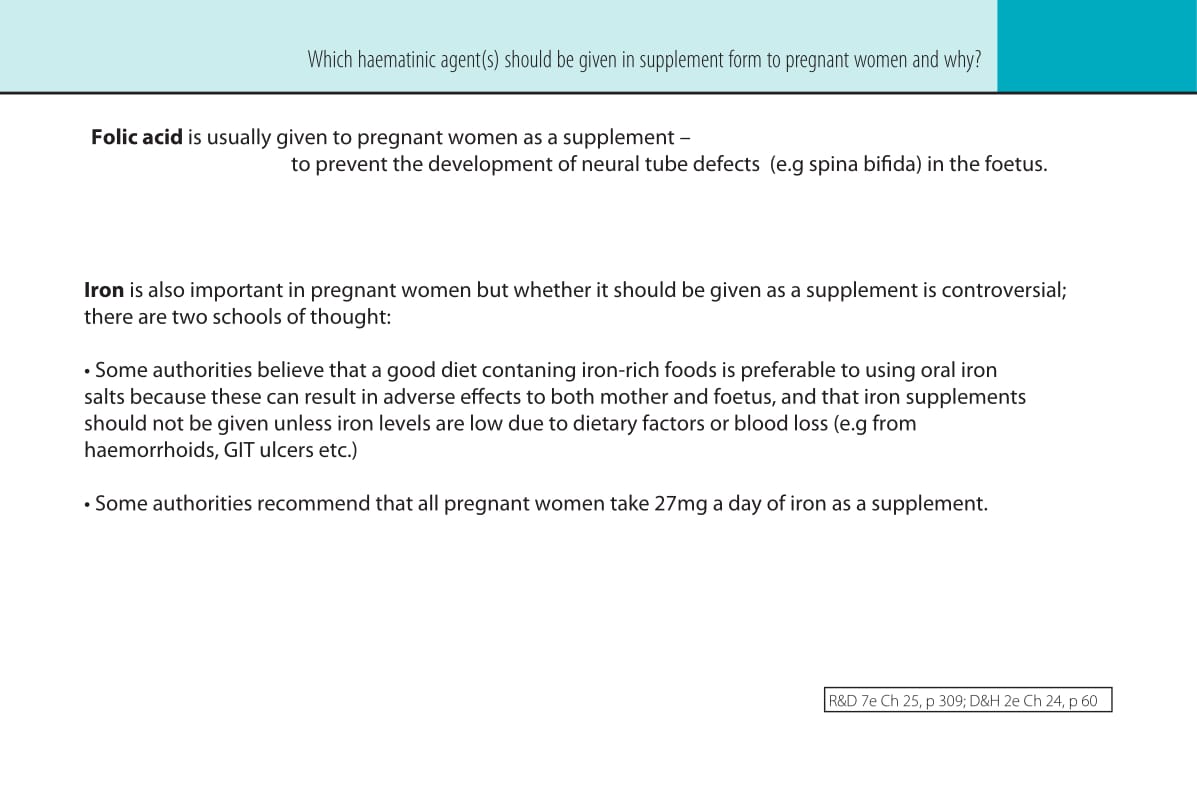 Which haematinic agent(s) should be given in supplement form to pregnant women and why?
Folic acid is usually given to pregnant women as a supplement –
to prevent the development of neural tube defects (e.g spina bifida) in the foetus.
Iron is also important in pregnant women but whether it should be given as a supplement is controversial;
there are two schools of thought:
• Some authorities believe that a good diet contaning iron-rich foods is preferable to using oral iron
salts because these can result in adverse effects to both mother and foetus, and that iron supplements
should not be given unless iron levels are low due to dietary factors or blood loss (e.g from
haemorrhoids, GIT ulcers etc.)
• Some authorities recommend that all pregnant women take 27mg a day of iron as a supplement.
R&D 7e Ch 25, p 309; D&H 2e Ch 24, p 60